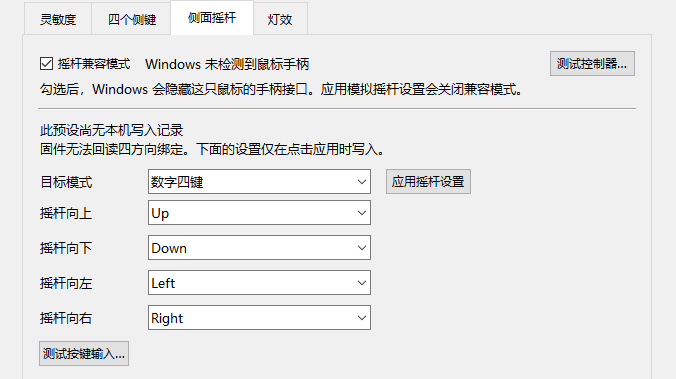 灵敏度 四个侧键 侧面摇杆 灯效
摇杆兼容模式 Windows 未检测到鼠标手柄 测试控制器...
勾选后，Windows 会隐藏这只鼠标的手柄接口。应用模拟摇杆设置会关闭兼容模式。
此预设尚无本机写入记录
固件无法回读四方向绑定。下面的设置仅在点击应用时写入。
目标模式 数字四键 应用摇杆设置
摇杆向上 Up
摇杆向下 Down
摇杆向左 Left
摇杆向右 Right
测试按键输入...